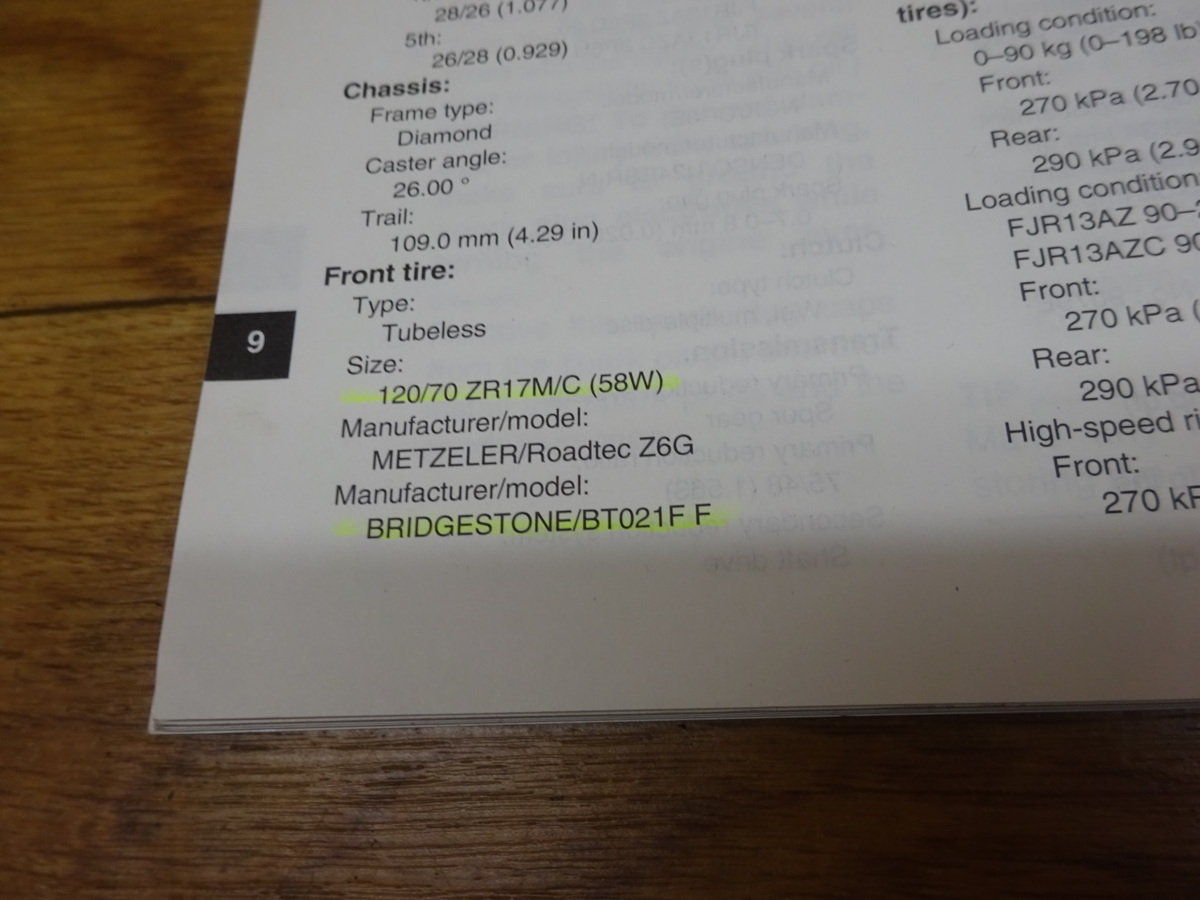 28/26 (1.077)
5th:
26/28 (0.929)
Chassis:
Frame type:
Diamond
Caster angle:
26.00 °
Trail:
109.0 mm (4.29 in)
Front tire:
Type:
Tubeless
Size:
120/70 ZR17M/C (58W)
Manufacturer/model:
METZELER/Roadtec Z6G
Manufacturer/model:
BRIDGESTONE/BT021F F
9
tires):
Loading condition:
0–90 kg (0–198 lb
Front:
270 kPa (2.70
Rear:
290 kPa (2.9
Loading condition
FJR13AZ 90–
FJR13AZC 90
Front:
270 kPa (
Rear:
290 kPa
High-speed ri
Front:
270 kP